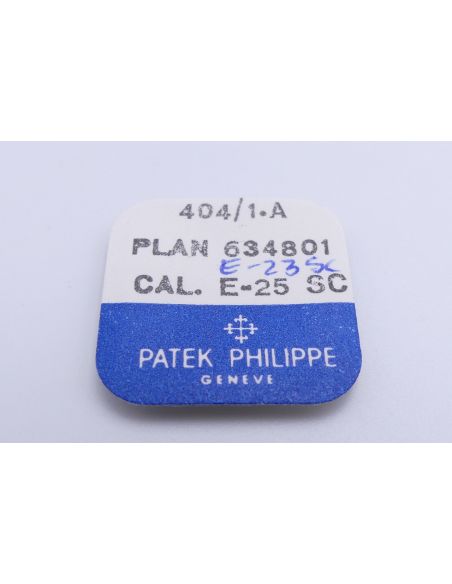 404/1.A
PLAN 634801
E-23 SC
CAL. E-25 SC
PATEK PHILIPPE
GENEVE